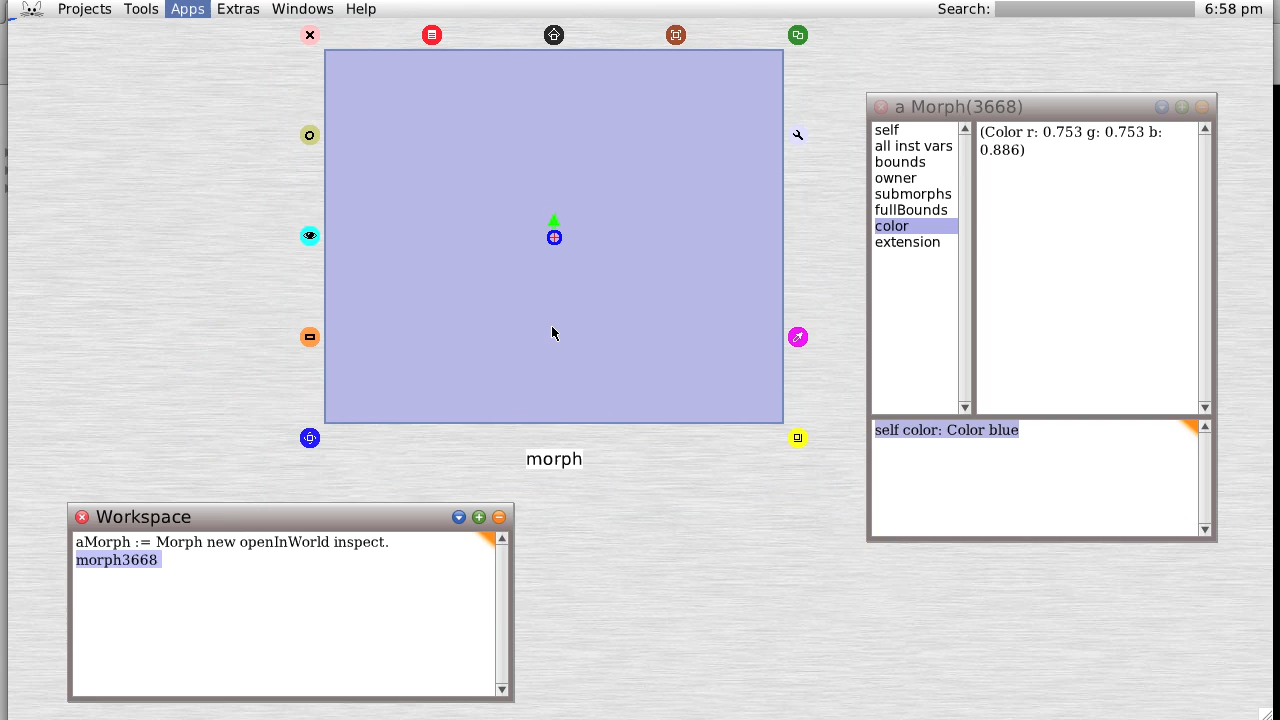 Projects Tools Apps Extras Windows Help Search: 6:58 pm
a Morph(3668)
self
all inst vars
bounds
owner
submorphs
fullBounds
color
extension
(Color r: 0.753 g: 0.753 b:
0.886)
self color: Color blue
morph
Workspace
aMorph := Morph new openInWorld inspect.
morph3668